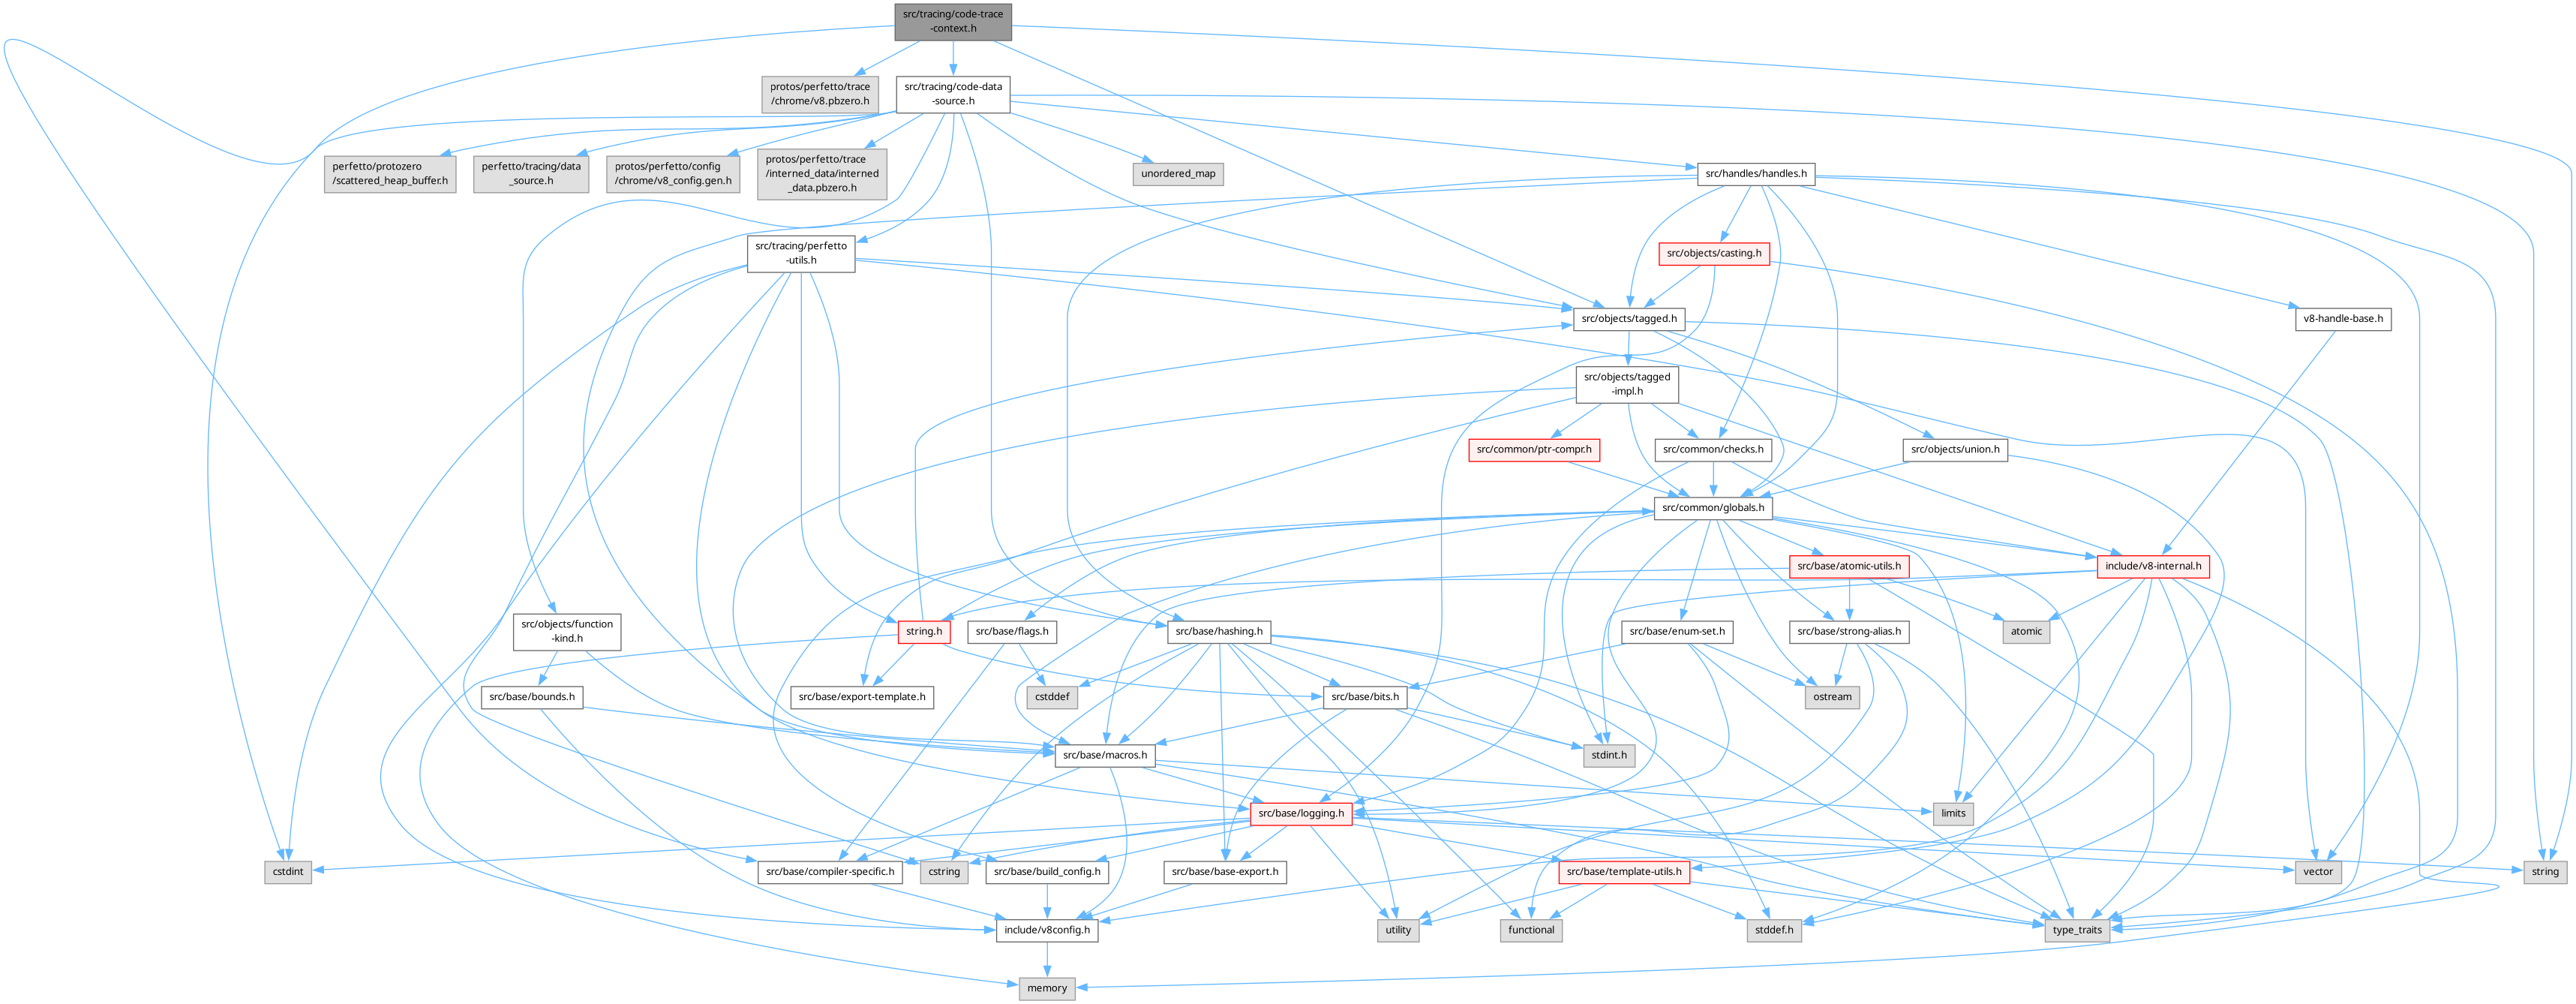 src/tracing/code-trace
-context.h
protos/perfetto/trace
/chrome/v8.pbzero.h
src/tracing/code-data
-source.h
perfetto/protozero
/scattered_heap_buffer.h
perfetto/tracing/data
_source.h
protos/perfetto/config
/chrome/v8_config.gen.h
protos/perfetto/trace
/interned_data/interned
_data.pbzero.h
unordered_map
src/handles/handles.h
src/tracing/perfetto
-utils.h
src/objects/casting.h
src/objects/tagged.h
v8-handle-base.h
src/objects/tagged
-impl.h
src/common/ptr-compr.h
src/common/checks.h
src/objects/union.h
src/common/globals.h
src/base/atomic-utils.h
include/v8-internal.h
src/objects/function
-kind.h
string.h
src/base/flags.h
src/base/hashing.h
src/base/enum-set.h
src/base/strong-alias.h
atomic
src/base/bounds.h
src/base/export-template.h
cstddef
src/base/bits.h
ostream
src/base/macros.h
stdint.h
src/base/logging.h
limits
cstdint
src/base/compiler-specific.h
cstring
src/base/build_config.h
src/base/base-export.h
src/base/template-utils.h
vector
string
include/v8config.h
utility
functional
stddef.h
type_traits
memory